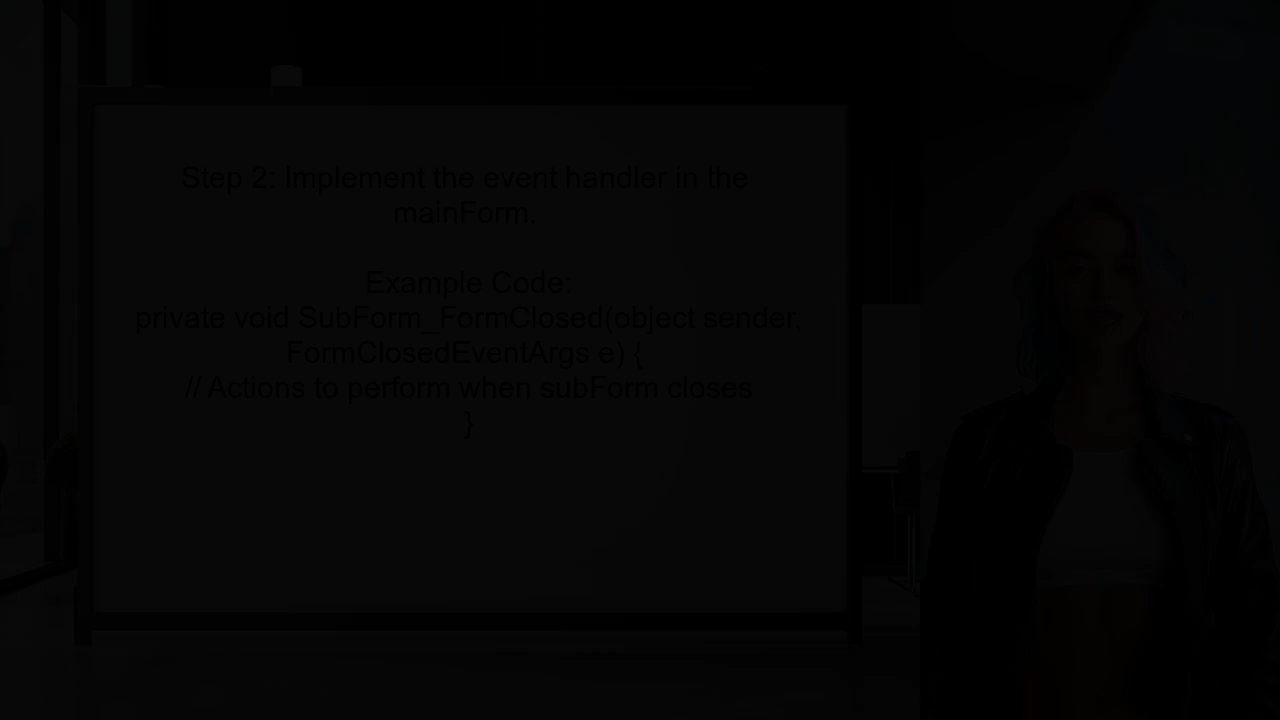 Step 2: Implement the event handler in the
mainForm.
Example Code:
private void SubForm_FormClosed(object sender,
FormClosedEventArgs e) {
// Actions to perform when subForm closes
}